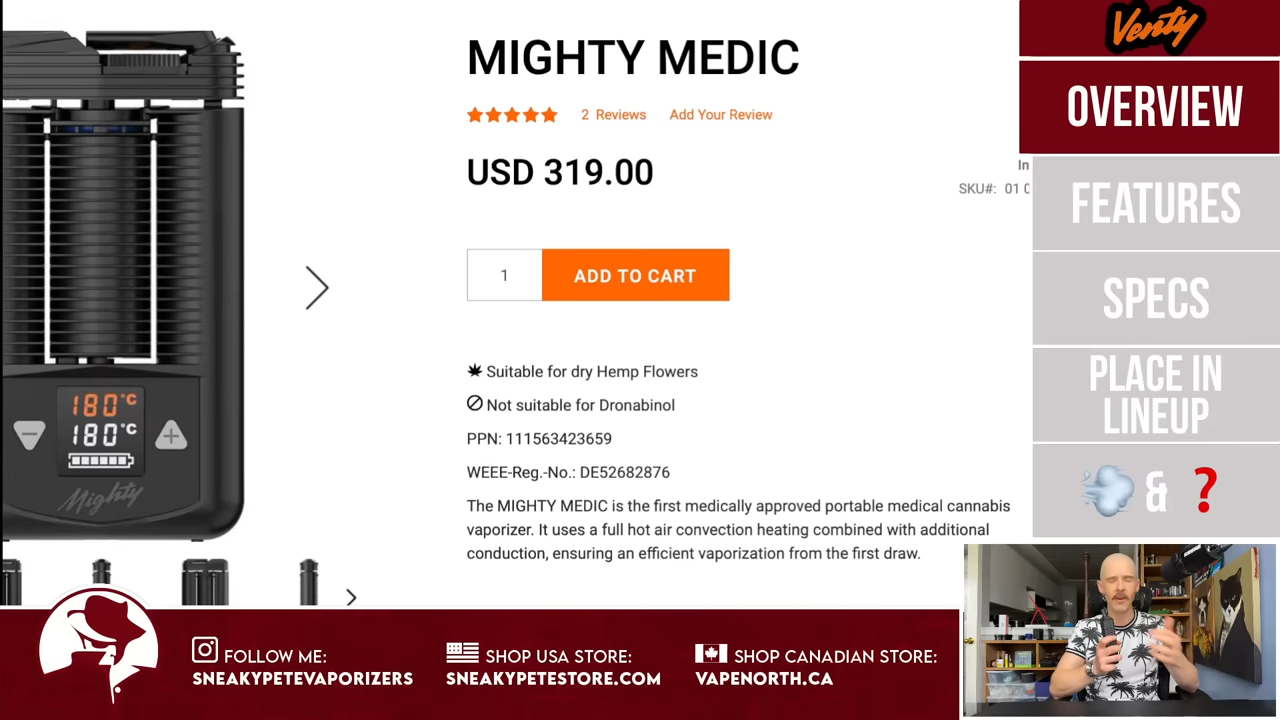 MIGHTY MEDIC
2 Reviews Add Your Review
USD 319.00
In
SKU#: 01 0
1 ADD TO CART
Suitable for dry Hemp Flowers
Not suitable for Dronabinol
PPN: 111563423659
WEEE-Reg.-No.: DE52682876
The MIGHTY MEDIC is the first medically approved portable medical cannabis
vaporizer. It uses a full hot air convection heating combined with additional
conduction, ensuring an efficient vaporization from the first draw.
180°C
180°C
Mighty
Venty
OVERVIEW
FEATURES
SPECS
PLACE IN
LINEUP
& ?
FOLLOW ME:
SNEAKYPETEVAPORIZERS
SHOP USA STORE:
SNEAKYPETESTORE.COM
SHOP CANADIAN STORE:
VAPENORTH.CA